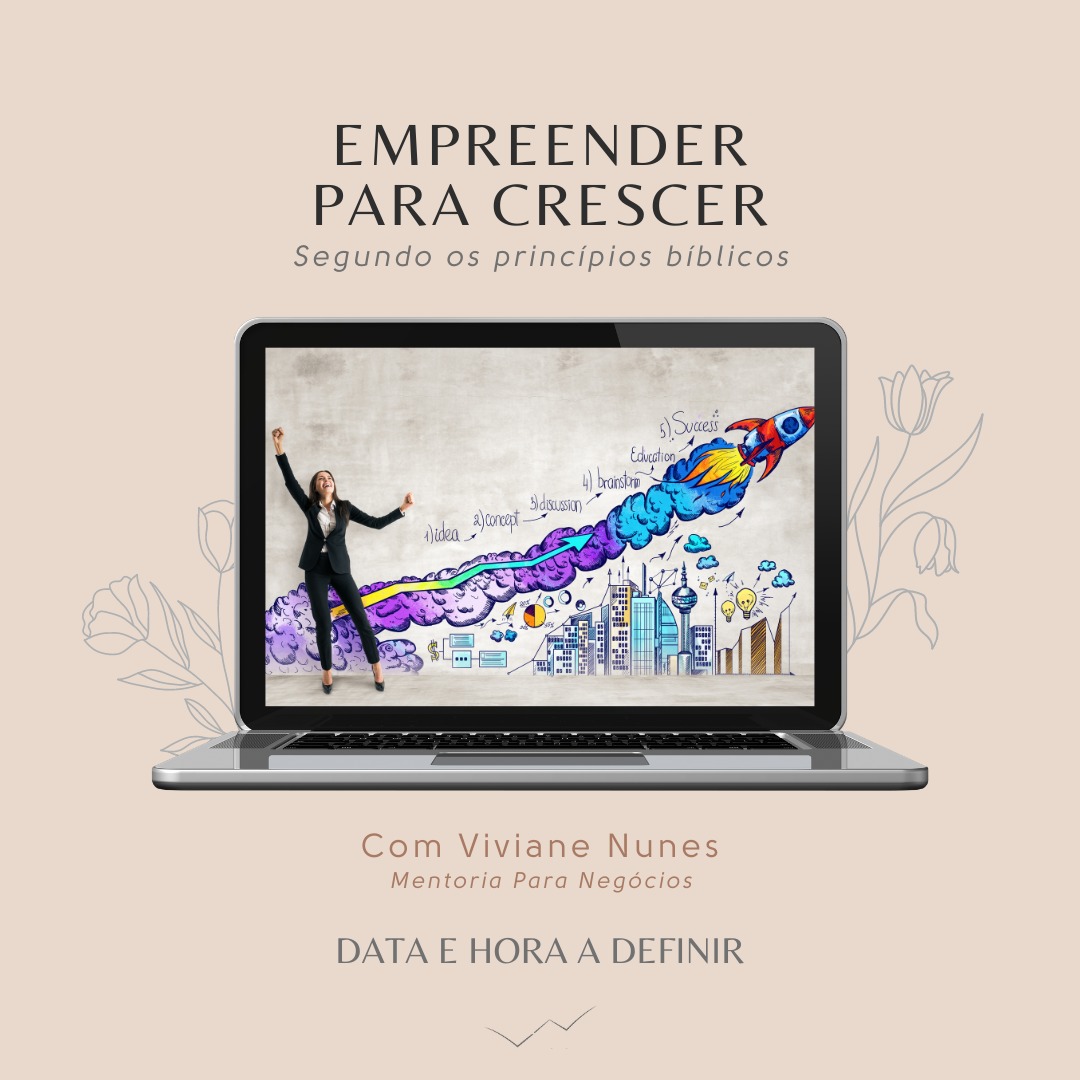 EMPREENDER
PARA CRESCER
Segundo os princípios bíblicos
5) Success
Education
4) brainstorm
3) discussion
2) concept
1) idea
Com Viviane Nunes
Mentoria Para Negócios
DATA E HORA A DEFINIR